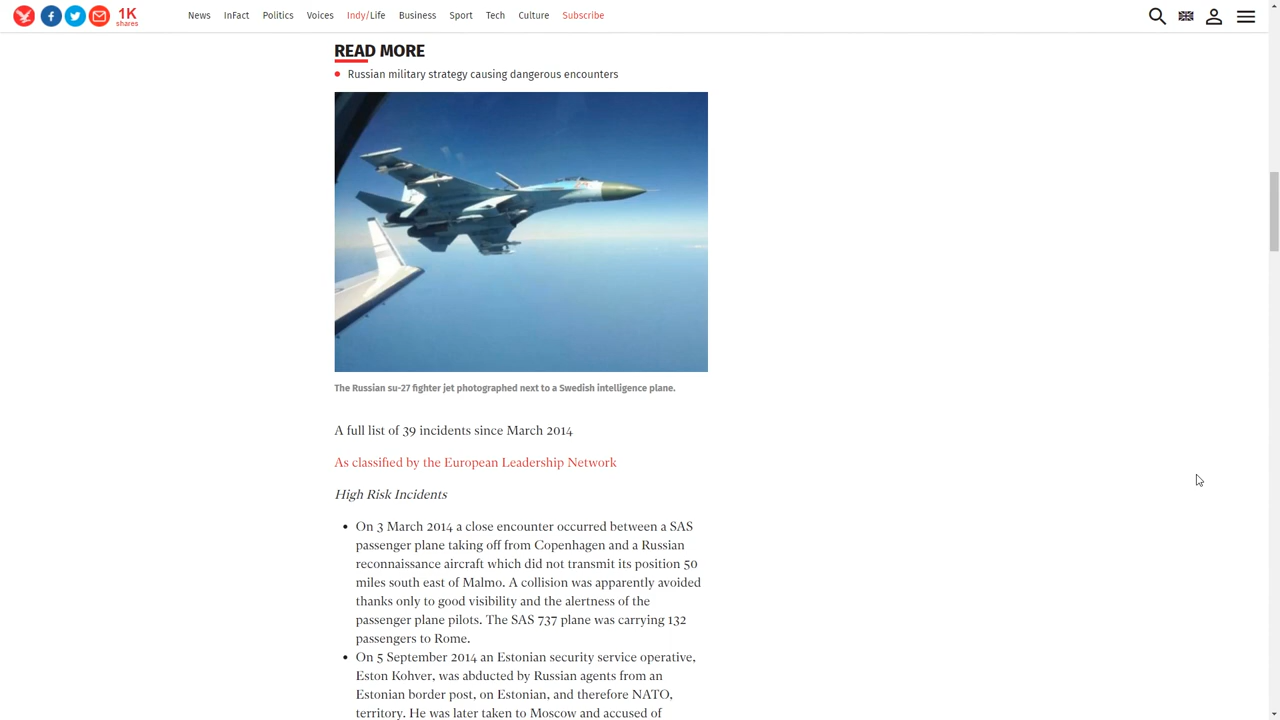 1K
shares
News InFact Politics Voices Indy/Life Business Sport Tech Culture Subscribe
READ MORE
Russian military strategy causing dangerous encounters
The Russian su-27 fighter jet photographed next to a Swedish intelligence plane.
A full list of 39 incidents since March 2014
As classified by the European Leadership Network
High Risk Incidents
• On 3 March 2014 a close encounter occurred between a SAS
passenger plane taking off from Copenhagen and a Russian
reconnaissance aircraft which did not transmit its position 50
miles south east of Malmo. A collision was apparently avoided
thanks only to good visibility and the alertness of the
passenger plane pilots. The SAS 737 plane was carrying 132
passengers to Rome.
• On 5 September 2014 an Estonian security service operative,
Eston Kohver, was abducted by Russian agents from an
Estonian border post, on Estonian, and therefore NATO,
territory. He was later taken to Moscow and accused of